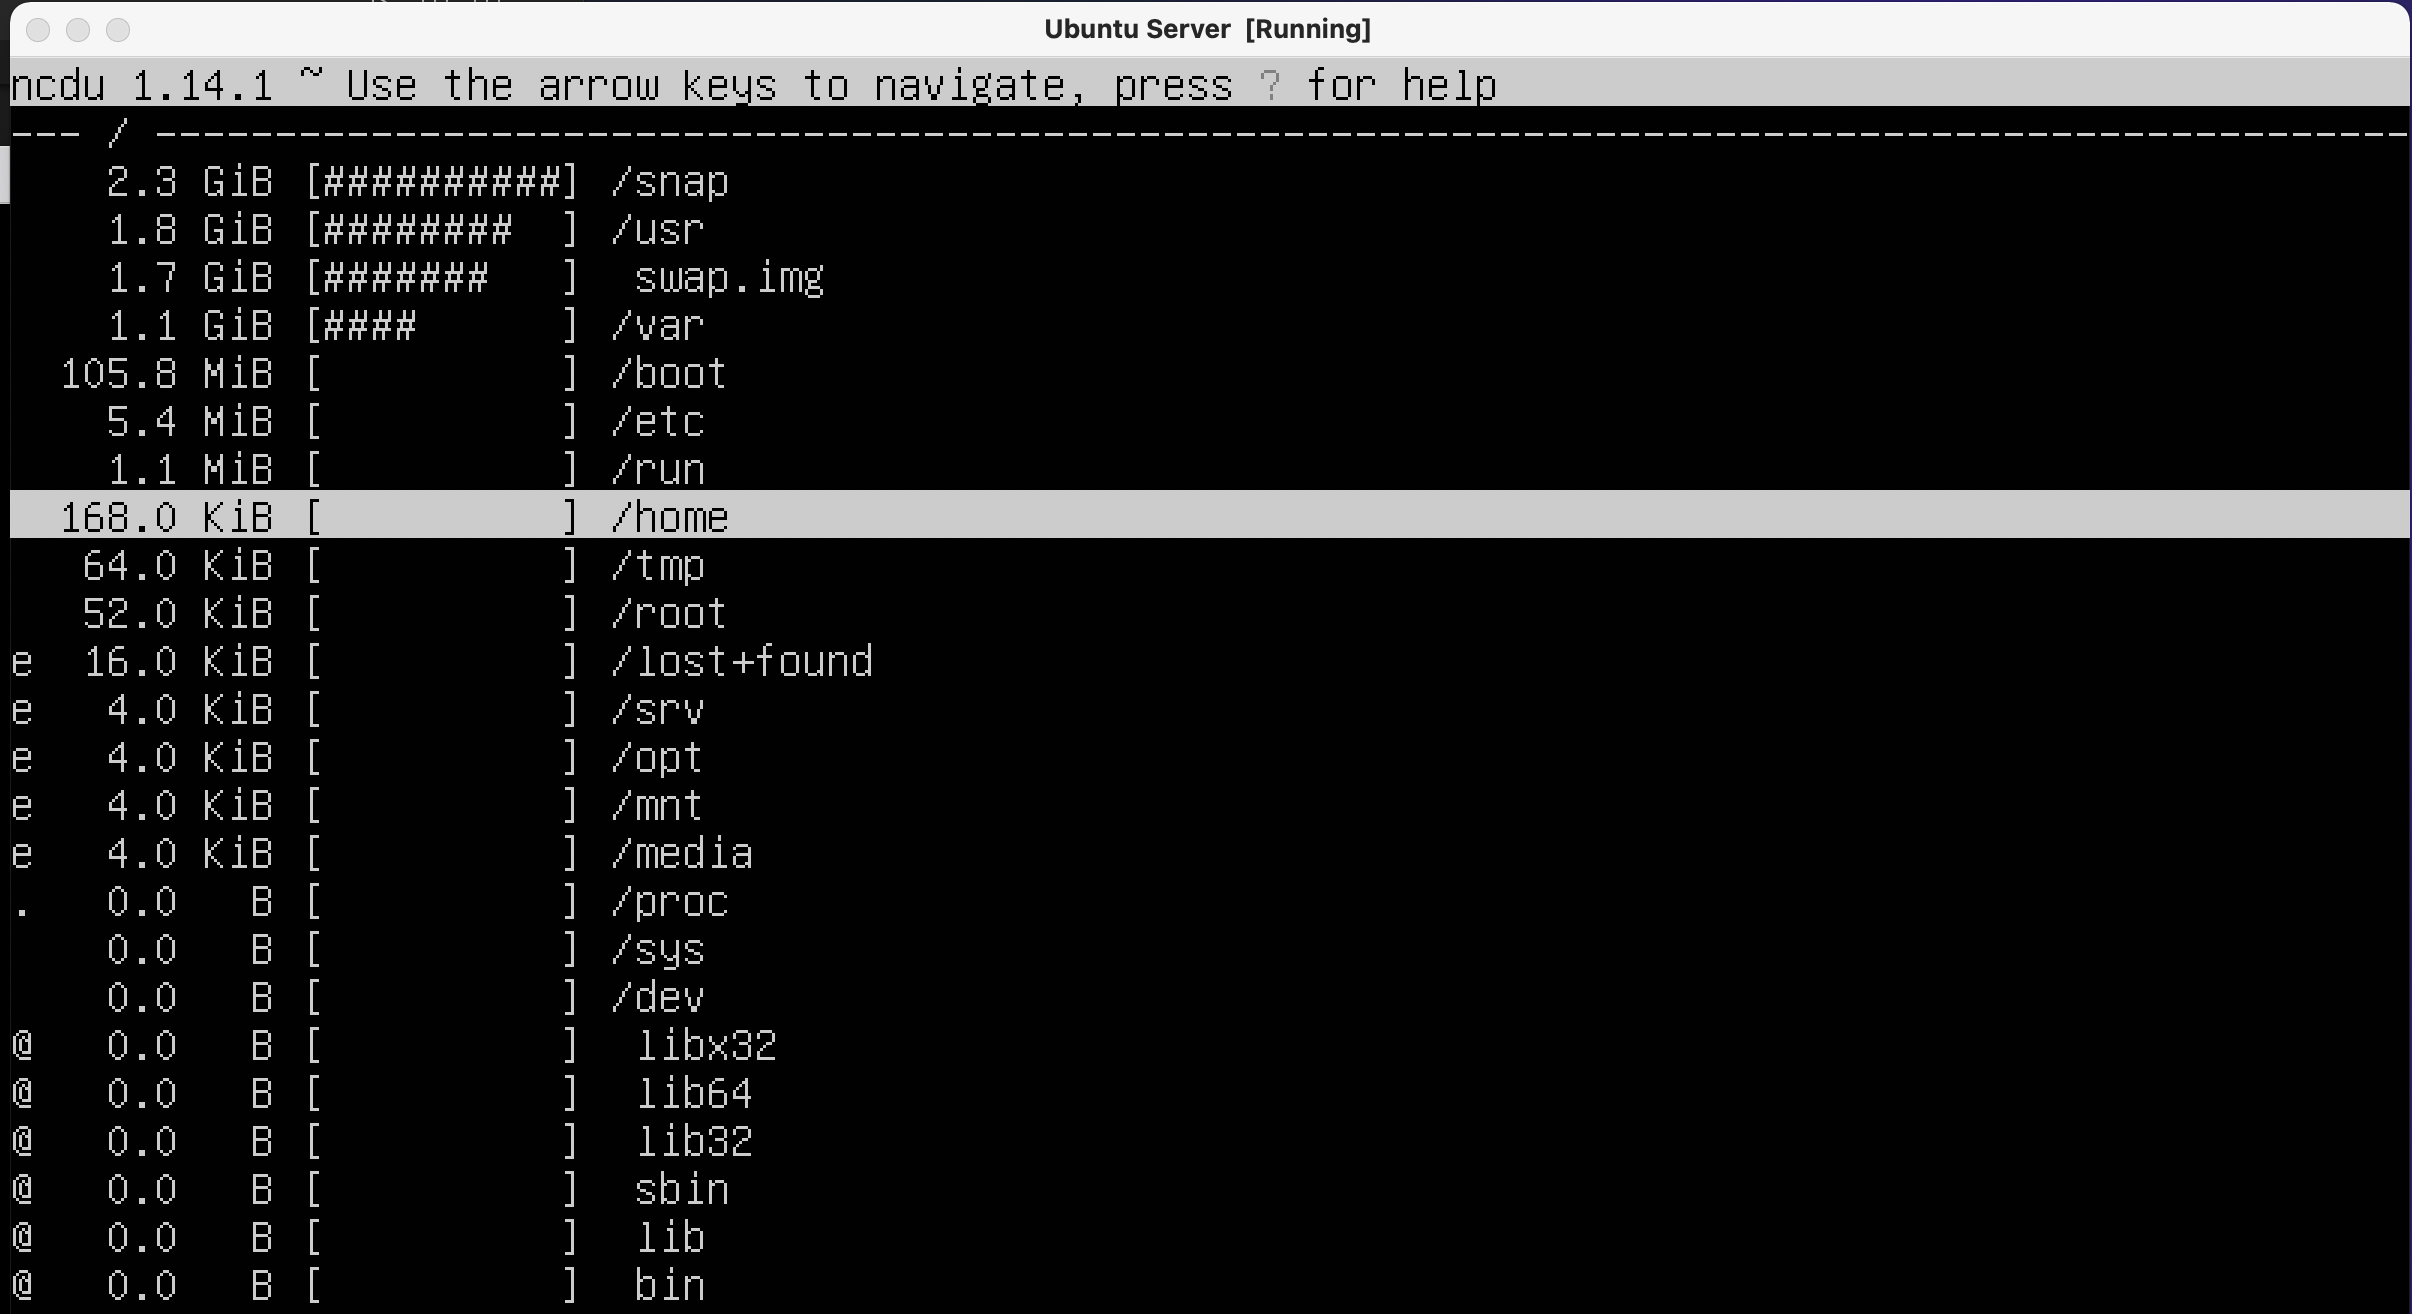 Ubuntu Server [Running]
ncdu 1.14.1 ~ Use the arrow keys to navigate, press ? for help
--- / ----------------------------------------------------------------------------------------------
    2.3 GiB [##########] /snap
    1.8 GiB [########  ] /usr
    1.7 GiB [#######   ]  swap.img
    1.1 GiB [####      ] /var
  105.8 MiB [          ] /boot
    5.4 MiB [          ] /etc
    1.1 MiB [          ] /run
  168.0 KiB [          ] /home
   64.0 KiB [          ] /tmp
   52.0 KiB [          ] /root
e  16.0 KiB [          ] /lost+found
e   4.0 KiB [          ] /srv
e   4.0 KiB [          ] /opt
e   4.0 KiB [          ] /mnt
e   4.0 KiB [          ] /media
.   0.0   B [          ] /proc
    0.0   B [          ] /sys
    0.0   B [          ] /dev
@   0.0   B [          ]  libx32
@   0.0   B [          ]  lib64
@   0.0   B [          ]  lib32
@   0.0   B [          ]  sbin
@   0.0   B [          ]  lib
@   0.0   B [          ]  bin